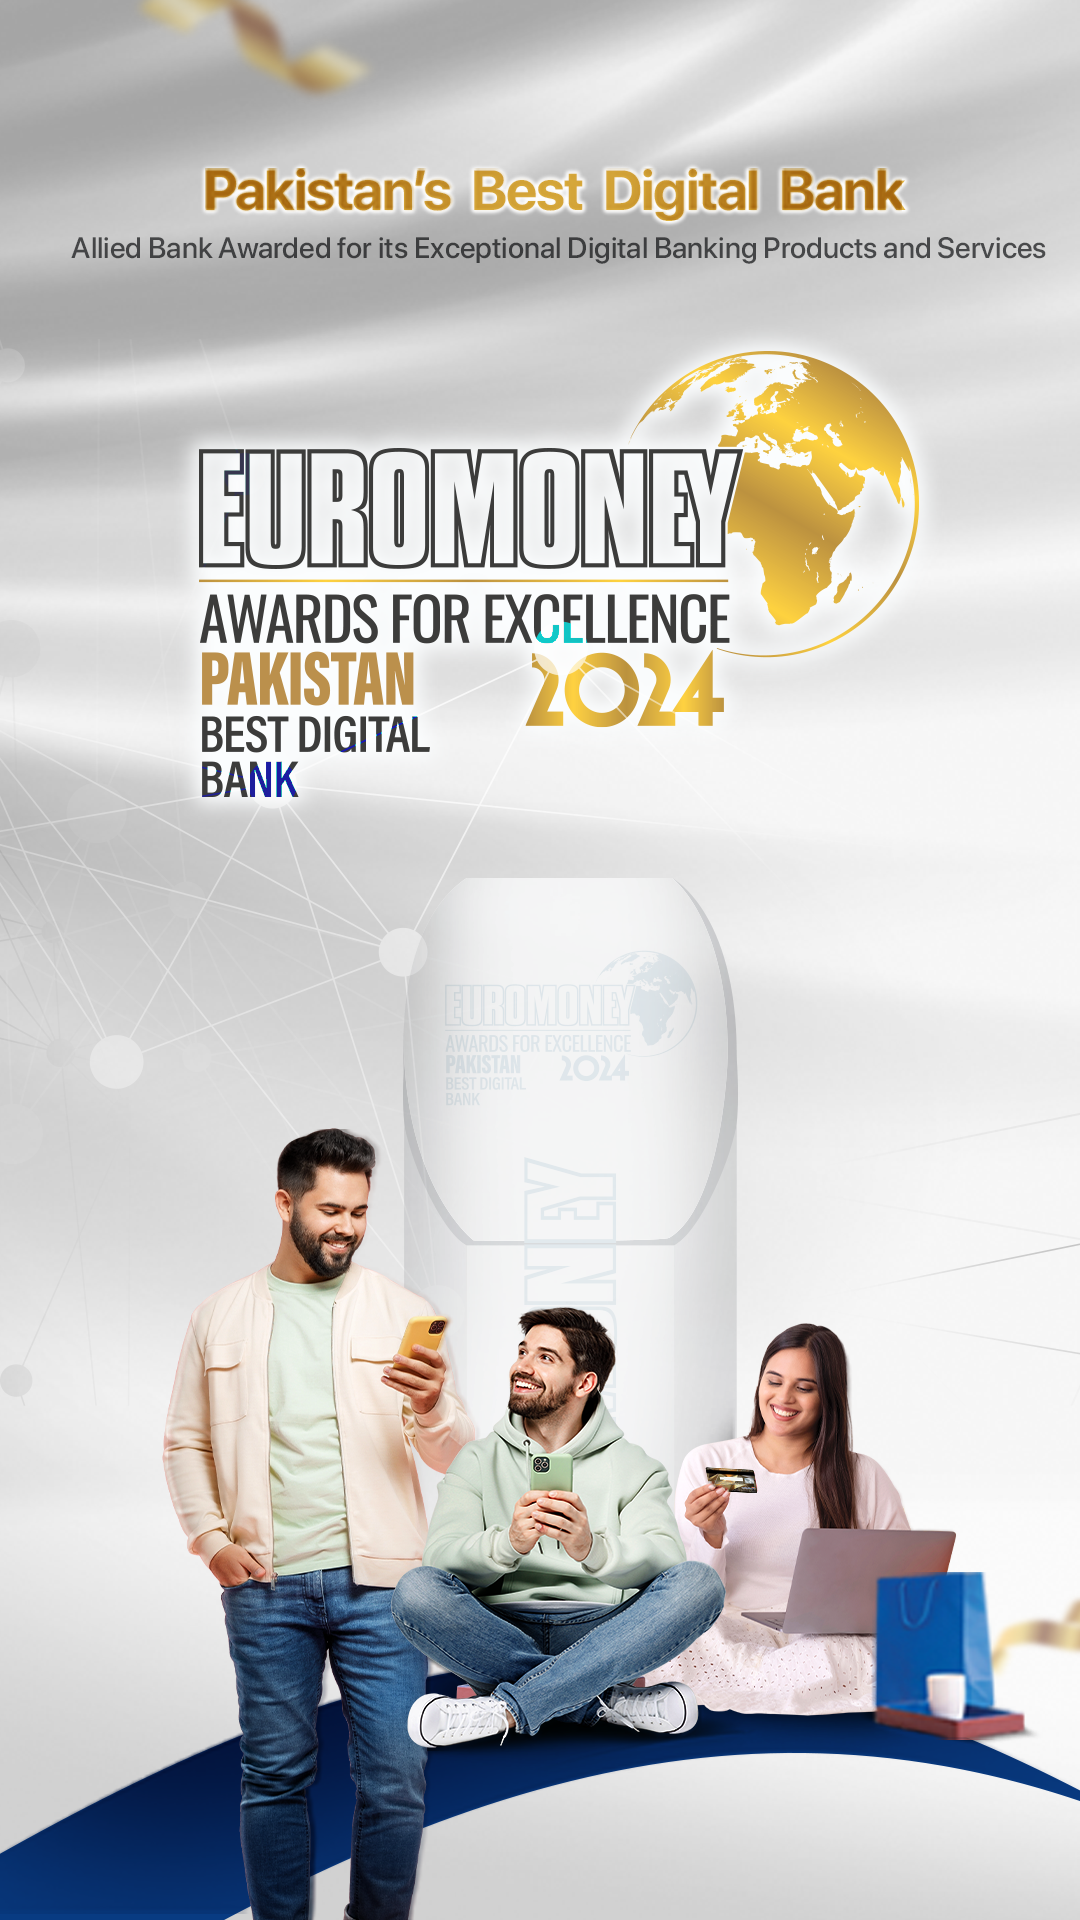 Pakistan's Best Digital Bank
Allied Bank Awarded for its Exceptional Digital Banking Products and Services
EUROMONEY
AWARDS FOR EXCELLENCE
PAKISTAN 2024
BEST DIGITAL
BANK
EUROMONEY
AWARDS FOR EXCELLENCE
PAKISTAN 2024
BEST DIGITAL
BANK
ONEY